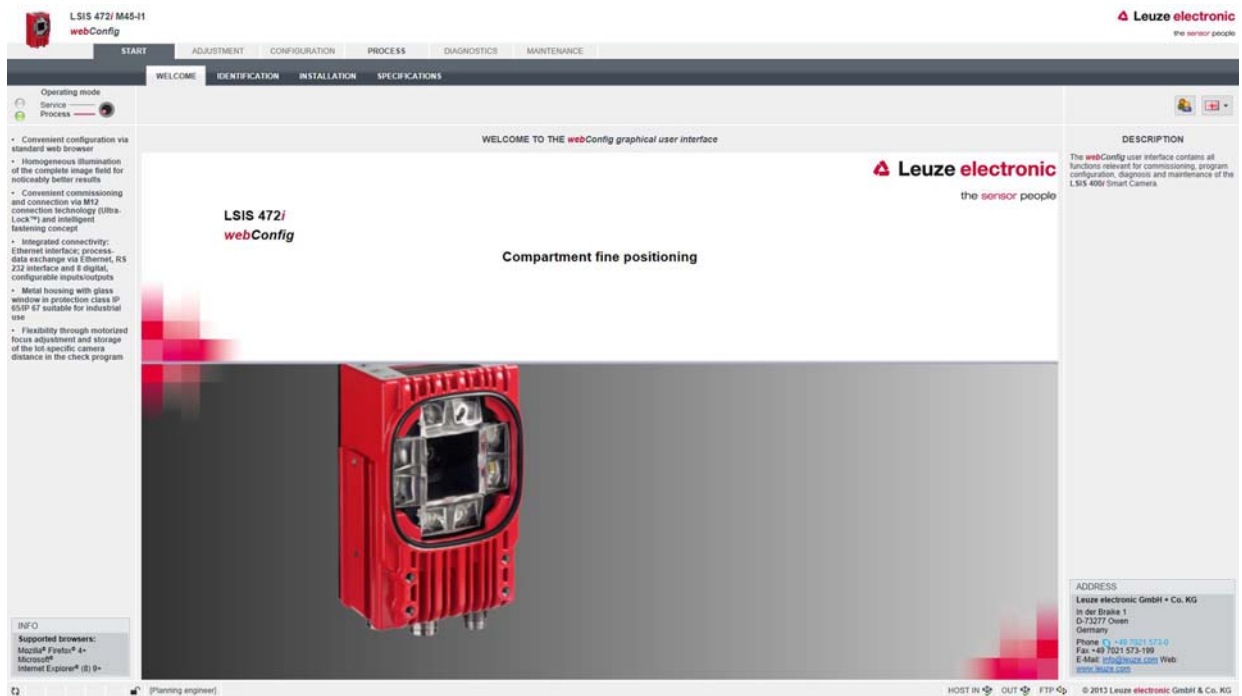 LSIS 472i M45-I1
webConfig
Leuze electronic
the sensor people
START
ADJUSTMENT
CONFIGURATION
PROCESS
DIAGNOSTICS
MAINTENANCE
WELCOME
IDENTIFICATION
INSTALLATION
SPECIFICATIONS
Operating mode
Service
Process
• Convenient configuration via
standard web browser
• Homogeneous illumination
of the complete image field for
noticeably better results
• Convenient commissioning
and connection via M12
connection technology (Ultra-
Lock™) and intelligent
fastening concept
• Integrated connectivity:
Ethernet interface; process-
data exchange via Ethernet, RS
232 interface and 8 digital,
configurable inputs/outputs
• Metal housing with glass
window in protection class IP
65/IP 67 suitable for industrial
use
• Flexibility through motorized
focus adjustment and storage
of the lot-specific camera
distance in the check program
INFO
Supported browsers:
Mozilla® Firefox® 4+
Microsoft®
Internet Explorer® (8) 9+
WELCOME TO THE webConfig graphical user interface
Leuze electronic
the sensor people
LSIS 472i
webConfig
Compartment fine positioning
DESCRIPTION
The webConfig user interface contains all
functions relevant for commissioning, program
configuration, diagnosis and maintenance of the
LSIS 400i Smart Camera.
ADDRESS
Leuze electronic GmbH + Co. KG
In der Braike 1
D-73277 Owen
Germany
Phone +49 7021 573-0
Fax +49 7021 573-199
E-Mail: info@leuze.com Web:
www.leuze.com
[Planning engineer]
HOST IN
OUT
FTP
© 2013 Leuze electronic GmbH & Co. KG